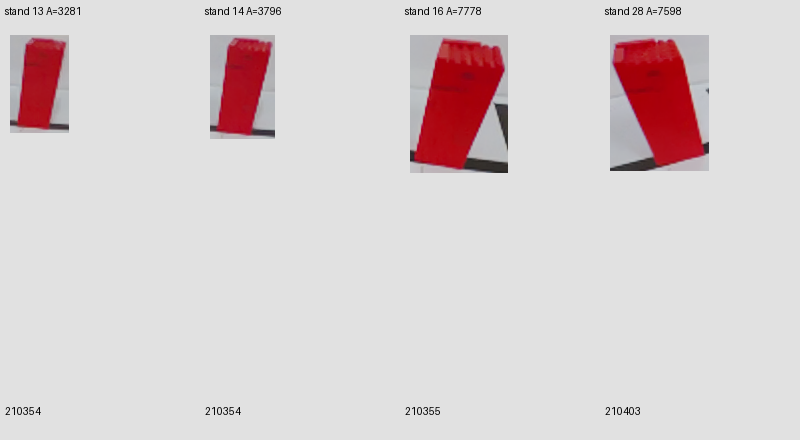 stand 13 A=3281
stand 14 A=3796
stand 16 A=7778
stand 28 A=7598
210354
210354
210355
210403